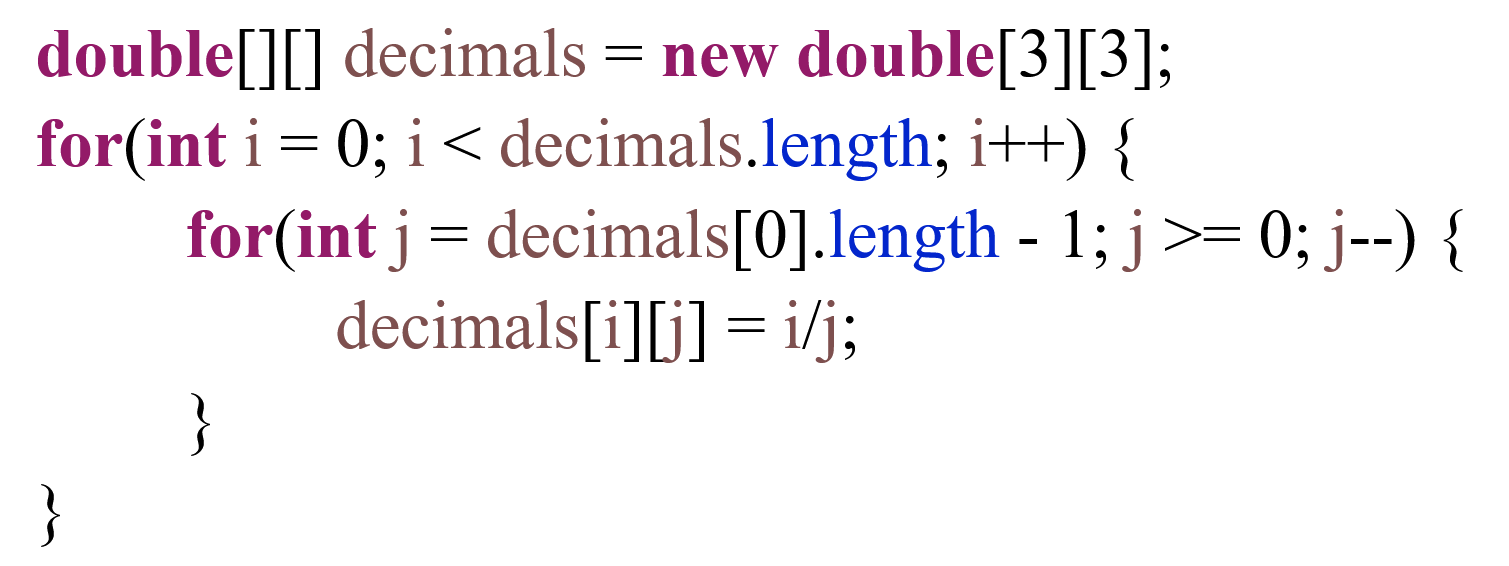 double[][] decimals = new double[3][3];
for(int i = 0; i < decimals.length; i++) {
for(int j = decimals[0].length - 1; j >= 0; j--) {
decimals[i][j] = i/j;
}
}